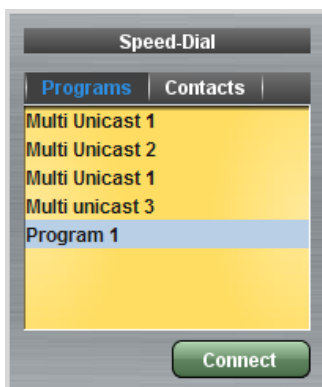 Speed-Dial
Programs Contacts
Multi Unicast 1
Multi Unicast 2
Multi Unicast 1
Multi unicast 3
Program 1
Connect